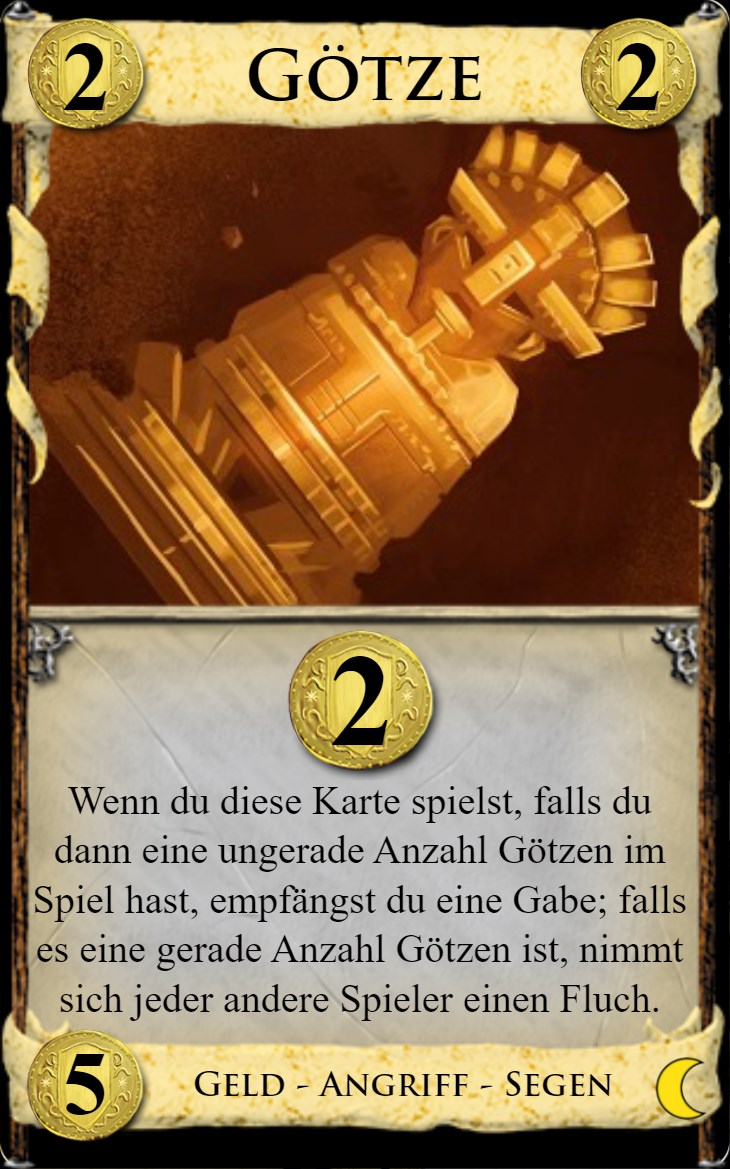 2 Götze 2
2
Wenn du diese Karte spielst, falls du
dann eine ungerade Anzahl Götzen im
Spiel hast, empfängst du eine Gabe; falls
es eine gerade Anzahl Götzen ist, nimmt
sich jeder andere Spieler einen Fluch.
5 Geld - Angriff - Segen